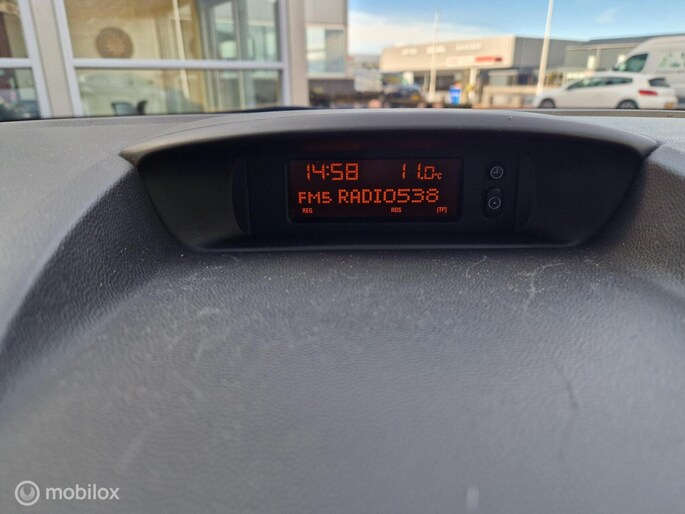 14:58 11.0°C
FM5 RADIO538
REG RDS [TP]
mobilox